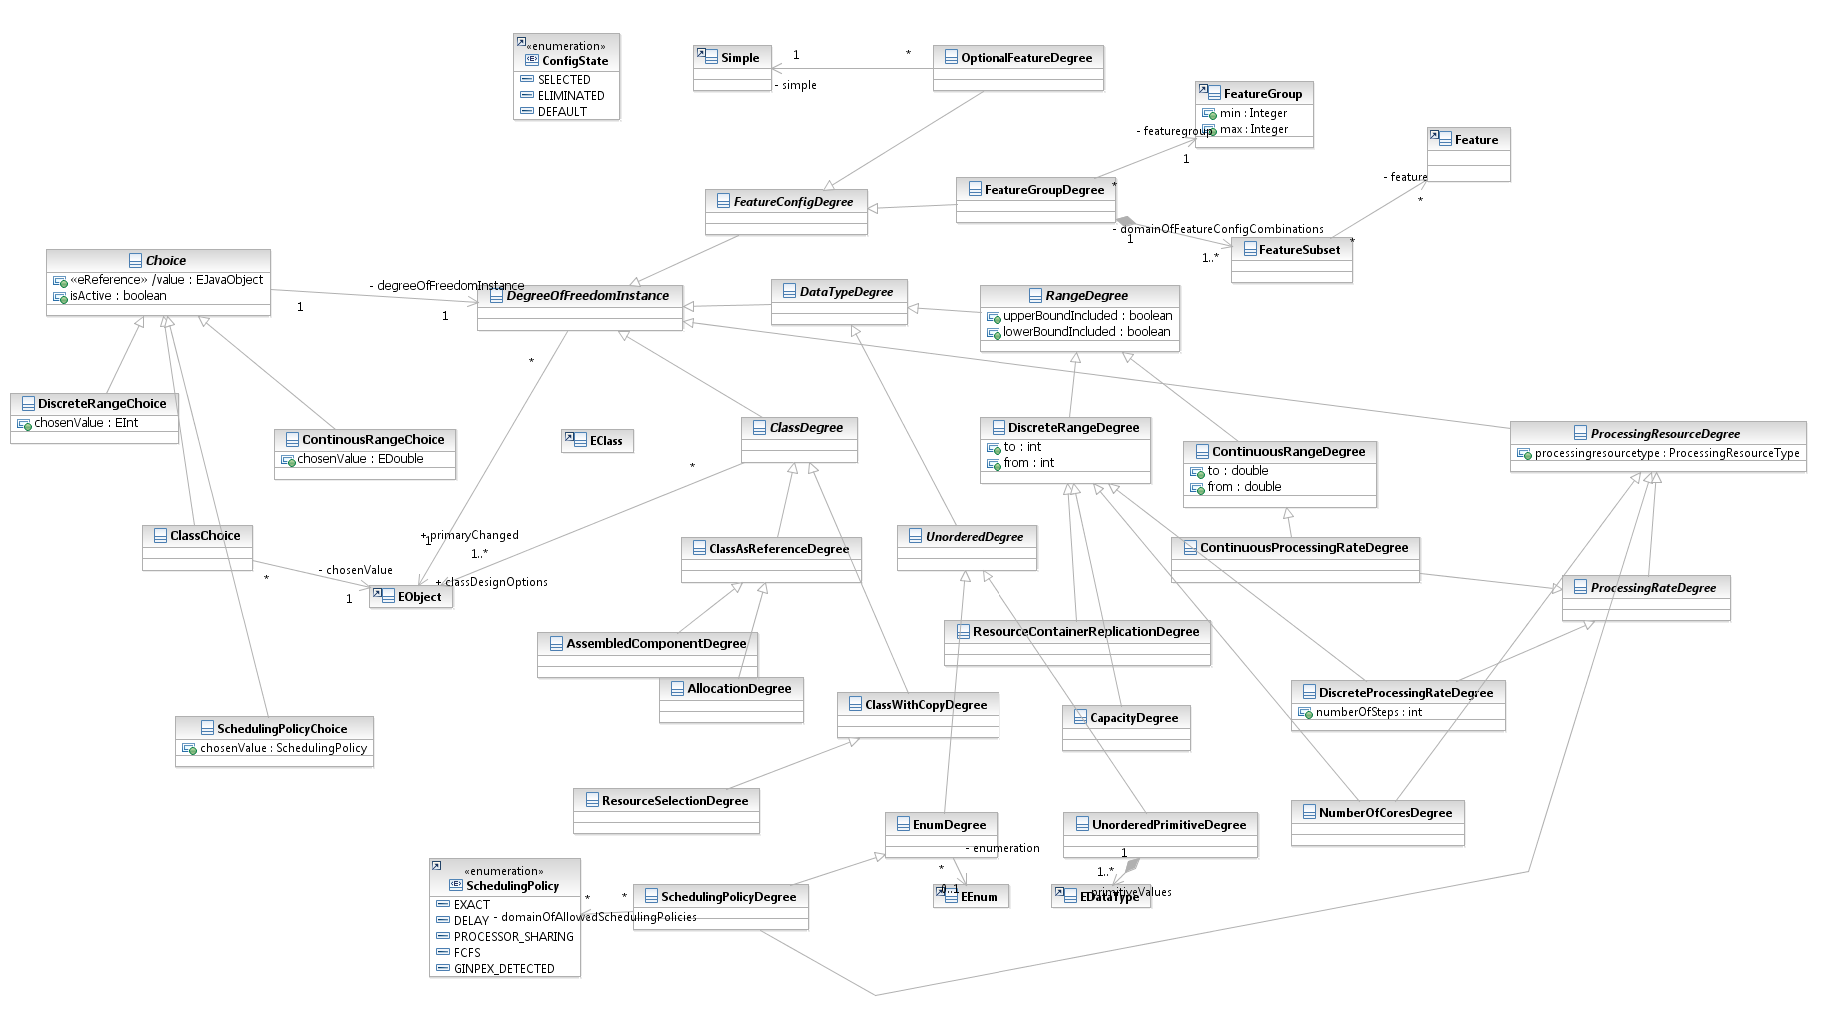 «enumeration»
ConfigState
SELECTED
ELIMINATED
DEFAULT
Simple
1
*
- simple
OptionalFeatureDegree
FeatureGroup
min : Integer
max : Integer
- featuregroup
1
Feature
- feature
*
FeatureConfigDegree
FeatureGroupDegree
*
- domainOfFeatureConfigCombinations
1
1..*
FeatureSubset
*
Choice
«eReference» /value : EJavaObject
isActive : boolean
- degreeOfFreedomInstance
1
1
DegreeOfFreedomInstance
DataTypeDegree
RangeDegree
upperBoundIncluded : boolean
lowerBoundIncluded : boolean
*
DiscreteRangeChoice
chosenValue : EInt
ContinousRangeChoice
chosenValue : EDouble
EClass
ClassDegree
*
DiscreteRangeDegree
to : int
from : int
ContinuousRangeDegree
to : double
from : double
ProcessingResourceDegree
processingresourcetype : ProcessingResourceType
ClassChoice
- chosenValue
*
1
+ primaryChanged
1
1..*
+ classDesignOptions
EObject
ClassAsReferenceDegree
UnorderedDegree
ContinuousProcessingRateDegree
ProcessingRateDegree
AssembledComponentDegree
AllocationDegree
ResourceContainerReplicationDegree
ClassWithCopyDegree
CapacityDegree
DiscreteProcessingRateDegree
numberOfSteps : int
SchedulingPolicyChoice
chosenValue : SchedulingPolicy
ResourceSelectionDegree
NumberOfCoresDegree
EnumDegree
- enumeration
*
0..1
EEnum
UnorderedPrimitiveDegree
1
1..*
- primitiveValues
EDataType
«enumeration»
SchedulingPolicy
EXACT
DELAY
PROCESSOR_SHARING
FCFS
GINPEX_DETECTED
*
*
- domainOfAllowedSchedulingPolicies
SchedulingPolicyDegree